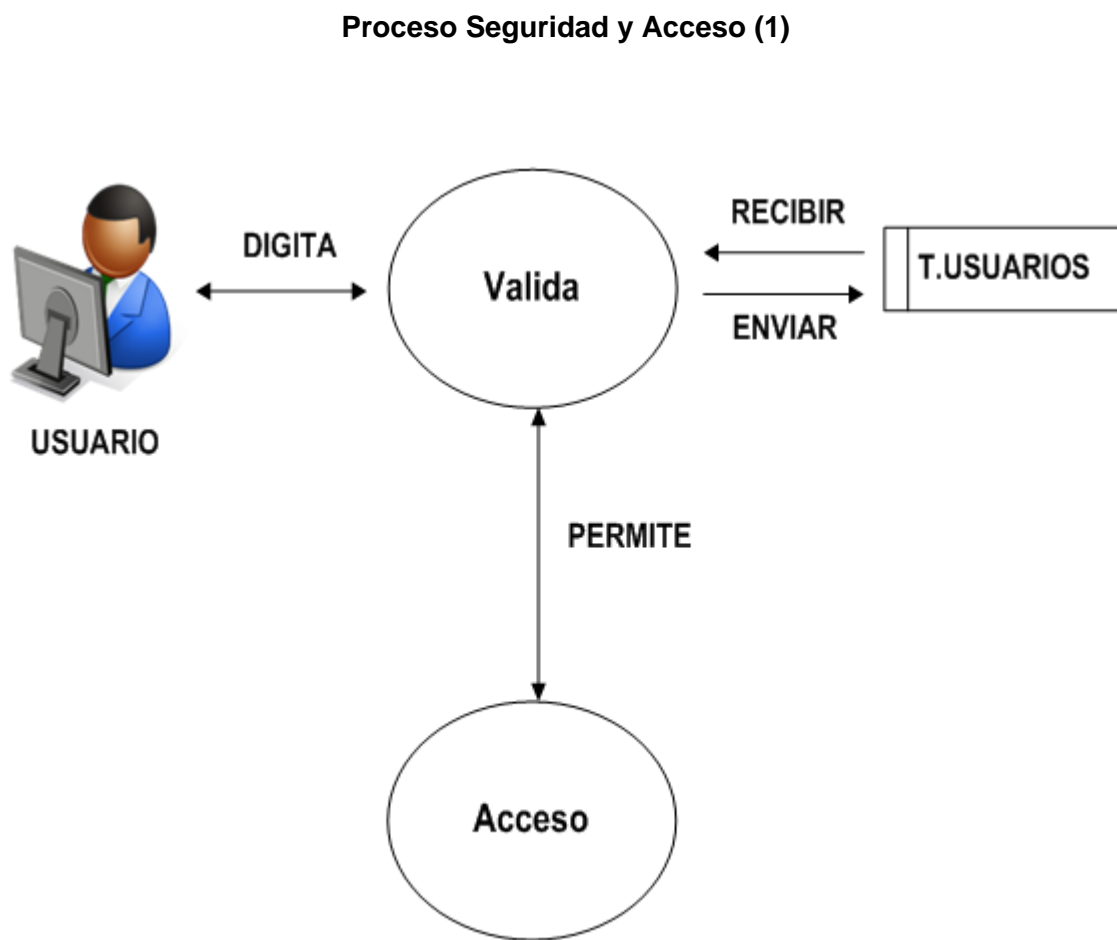 Proceso Seguridad y Acceso (1)
DIGITA
Valida
RECIBIR
T.USUARIOS
ENVIAR
USUARIO
PERMITE
Acceso